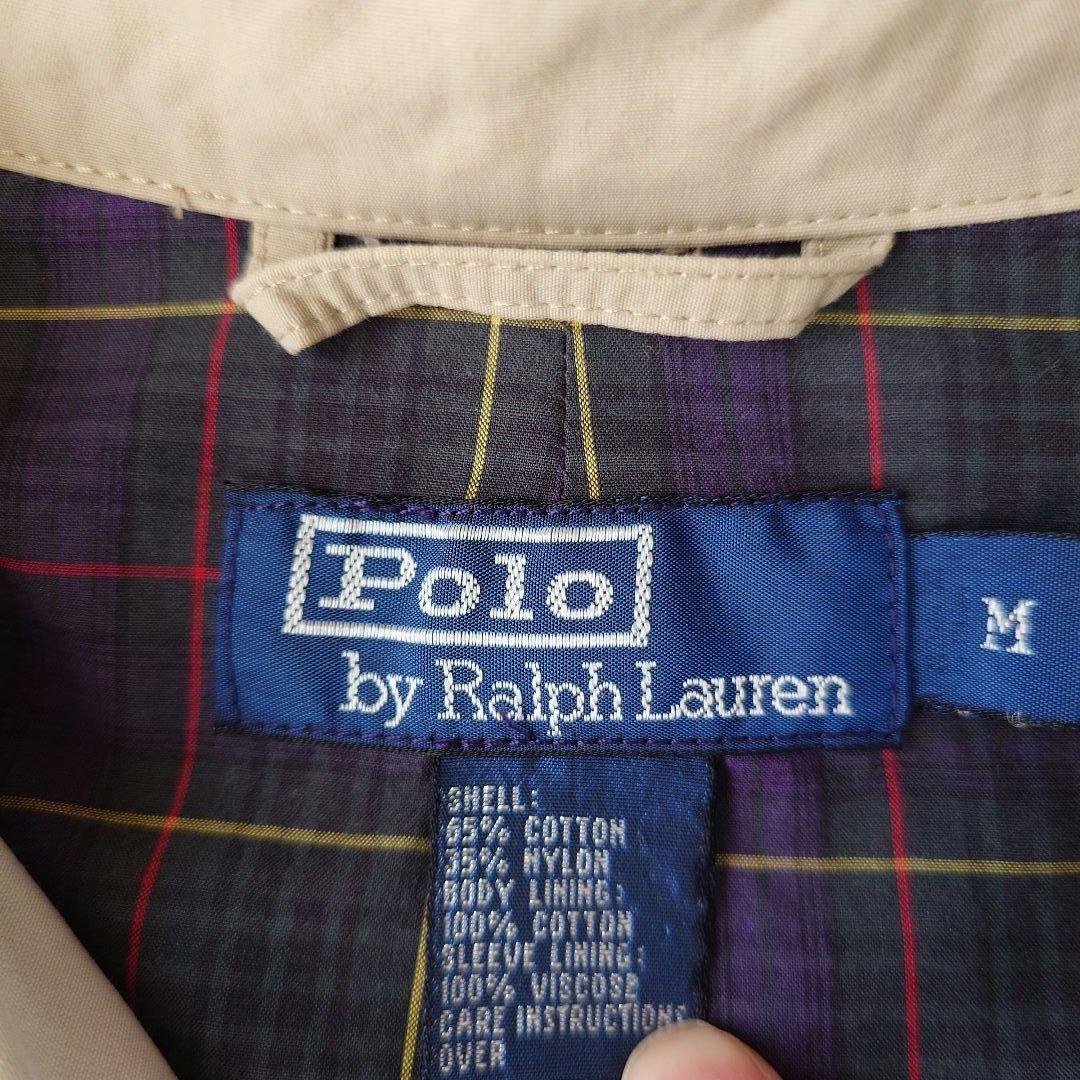 Polo
by Ralph Lauren
M
SHELL:
65% COTTON
35% NYLON
BODY LINING:
100% COTTON
SLEEVE LINING:
100% VISCOSE
CARE INSTRUCTIONS
OVER